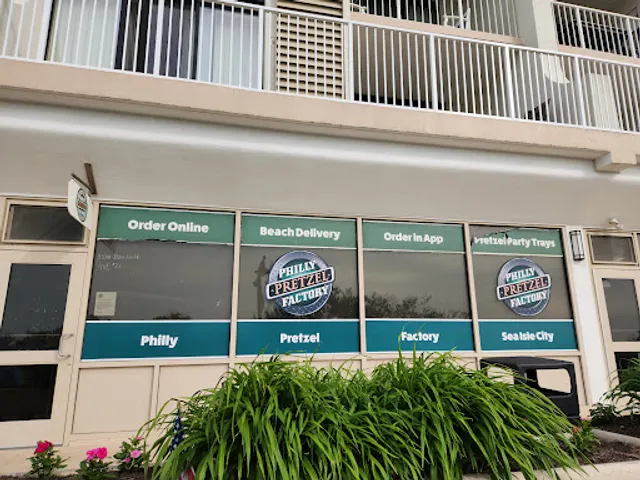 Order Online
Beach Delivery
Order in App
Pretzel Party Trays
PHILLY
PRETZEL
FACTORY
PHILLY
PRETZEL
FACTORY
Philly
Pretzel
Factory
Sea Isle City